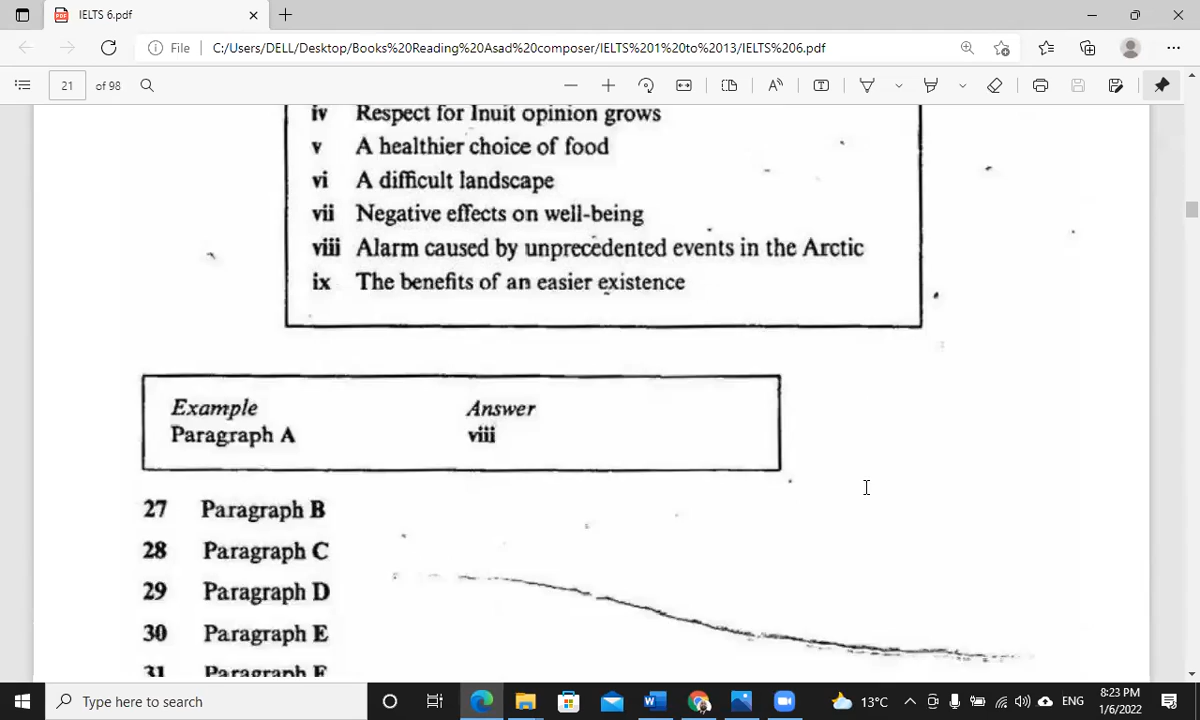 IELTS 6.pdf
File C:/Users/DELL/Desktop/Books%20Reading%20Asad%20composer/IELTS%201%20to%2013/IELTS%206.pdf
21 of 98
iv Respect for Inuit opinion grows
v A healthier choice of food
vi A difficult landscape
vii Negative effects on well-being
viii Alarm caused by unprecedented events in the Arctic
ix The benefits of an easier existence
Example Answer
Paragraph A viii
27 Paragraph B
28 Paragraph C
29 Paragraph D
30 Paragraph E
31 Paragraph F
Type here to search
13°C
ENG
8:23 PM
1/6/2022